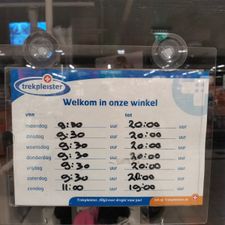 trekpleister
Welkom in onze winkel
van tot
maandag 9:30 uur 20:00 uur
dinsdag 9:30 uur 20:00 uur
woensdag 9:30 uur 20:00 uur
donderdag 9:30 uur 20:00 uur
vrijdag 9:30 uur 20:00 uur
zaterdag 9:30 uur 20:00 uur
zondag 11:00 uur 19:00 uur